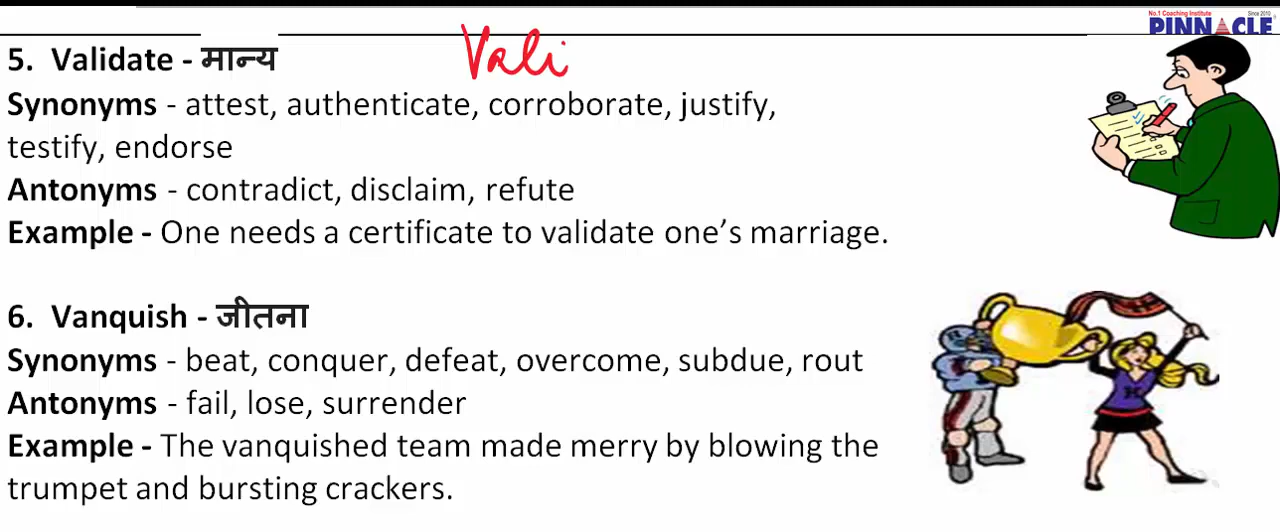 No.1 Coaching Institute Since 2010
PINNACLE
Vali
5. Validate - मान्य
Synonyms - attest, authenticate, corroborate, justify,
testify, endorse
Antonyms - contradict, disclaim, refute
Example - One needs a certificate to validate one’s marriage.
6. Vanquish - जीतना
Synonyms - beat, conquer, defeat, overcome, subdue, rout
Antonyms - fail, lose, surrender
Example - The vanquished team made merry by blowing the
trumpet and bursting crackers.